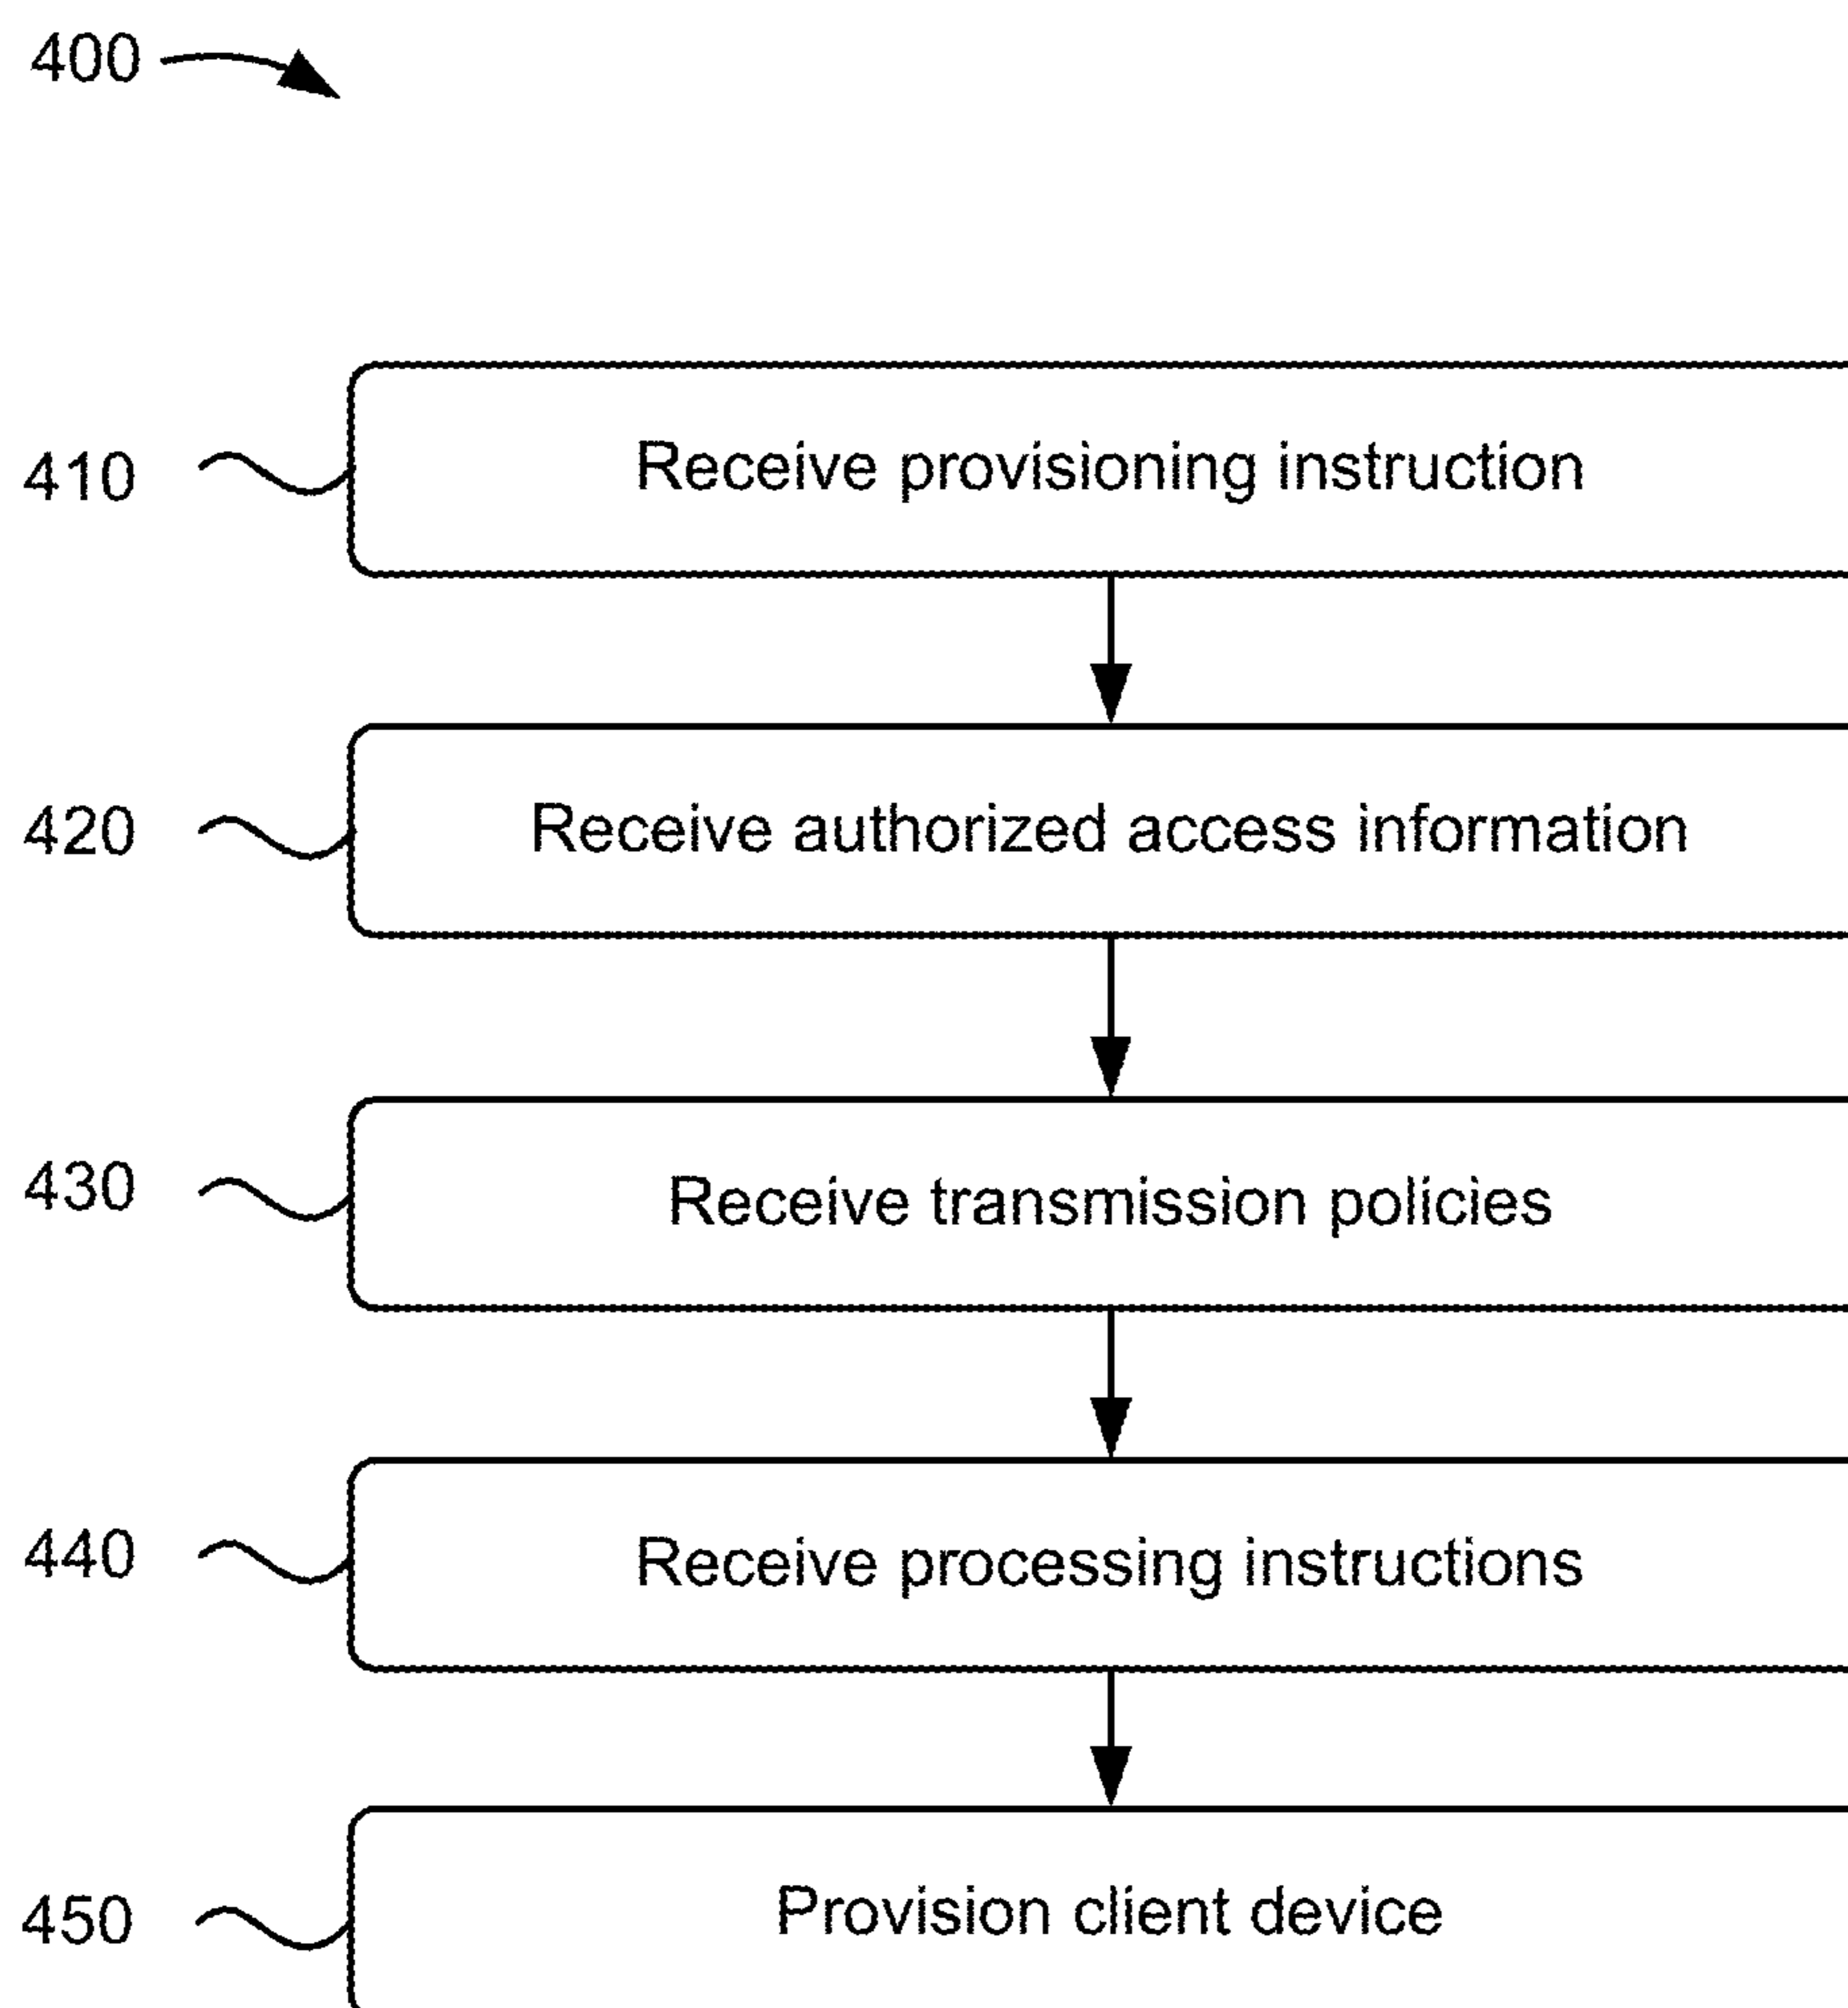 400
410 Receive provisioning instruction
420 Receive authorized access information
430 Receive transmission policies
440 Receive processing instructions
450 Provision client device